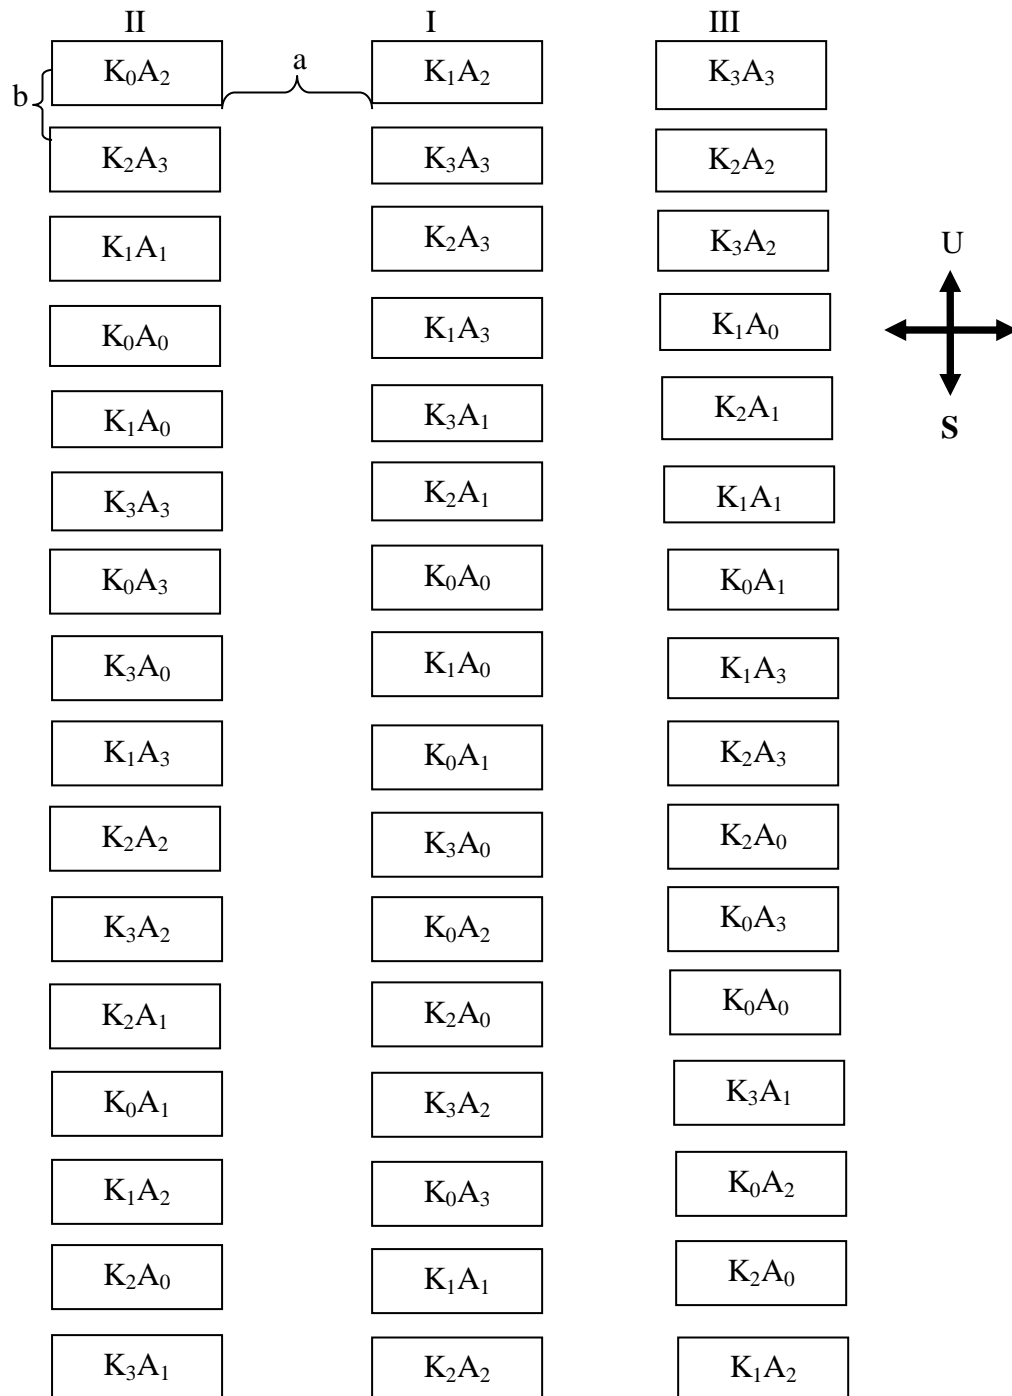 II I III
K₀A₂ K₁A₂ K₃A₃
a
b
K₂A₃ K₃A₃ K₂A₂
K₁A₁ K₂A₃ K₃A₂
U
K₀A₀ K₁A₃ K₁A₀
K₁A₀ K₃A₁ K₂A₁
S
K₃A₃ K₂A₁ K₁A₁
K₀A₃ K₀A₀ K₀A₁
K₃A₀ K₁A₀ K₁A₃
K₁A₃ K₀A₁ K₂A₃
K₂A₂ K₃A₀ K₂A₀
K₃A₂ K₀A₂ K₀A₃
K₂A₁ K₂A₀ K₀A₀
K₀A₁ K₃A₂ K₃A₁
K₁A₂ K₀A₃ K₀A₂
K₂A₀ K₁A₁ K₂A₀
K₃A₁ K₂A₂ K₁A₂